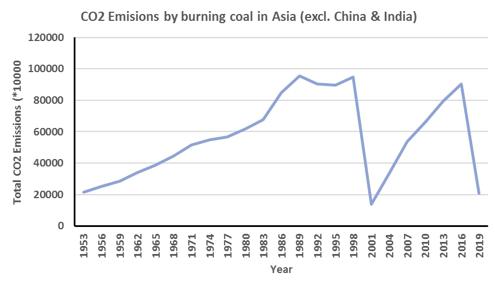 CO2 Emisions by burning coal in Asia (excl. China & India)
Total CO2 Emissions (*10000
120000
100000
80000
60000
40000
20000
0
1953 1956 1959 1962 1965 1968 1971 1974 1977 1980 1983 1986 1989 1992 1995 1998 2001 2004 2007 2010 2013 2016 2019
Year